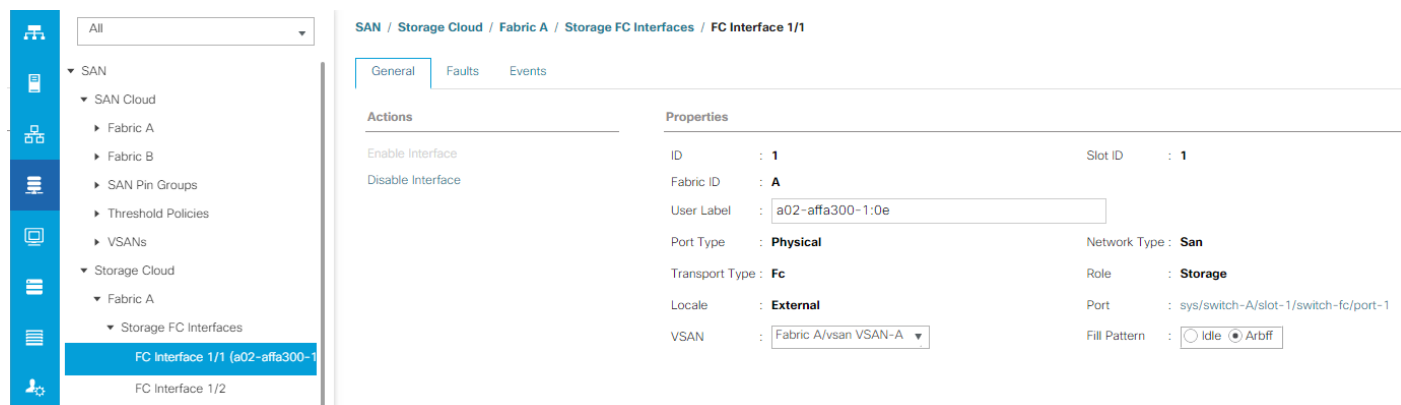 All
SAN
SAN Cloud
Fabric A
Fabric B
SAN Pin Groups
Threshold Policies
VSANs
Storage Cloud
Fabric A
Storage FC Interfaces
FC Interface 1/1 (a02-affa300-1
FC Interface 1/2
SAN / Storage Cloud / Fabric A / Storage FC Interfaces / FC Interface 1/1
General Faults Events
Actions
Enable Interface
Disable Interface
Properties
ID : 1 Slot ID : 1
Fabric ID : A
User Label : a02-affa300-1:0e
Port Type : Physical Network Type : San
Transport Type : Fc Role : Storage
Locale : External Port : sys/switch-A/slot-1/switch-fc/port-1
VSAN : Fabric A/vsan VSAN-A Fill Pattern : Idle Arbff